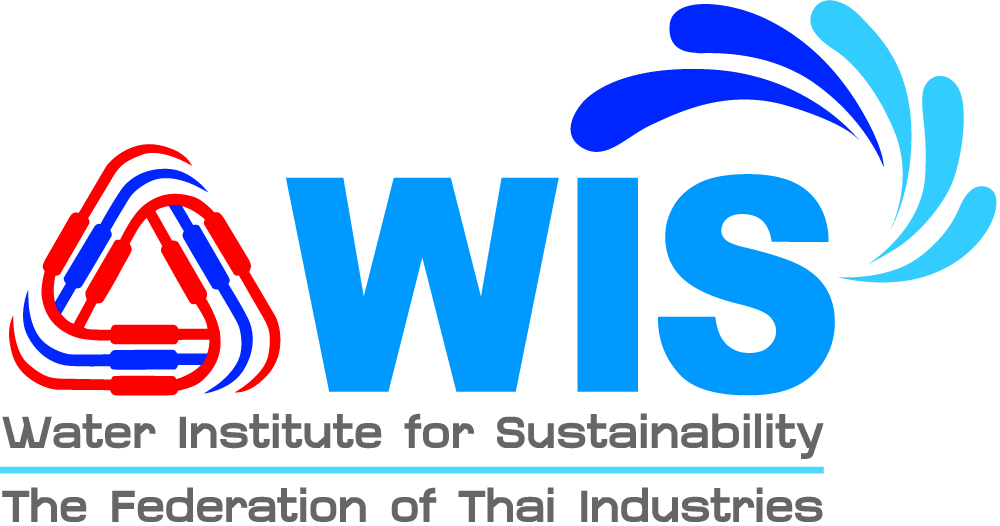 WIS
Water Institute for Sustainability
The Federation of Thai Industries